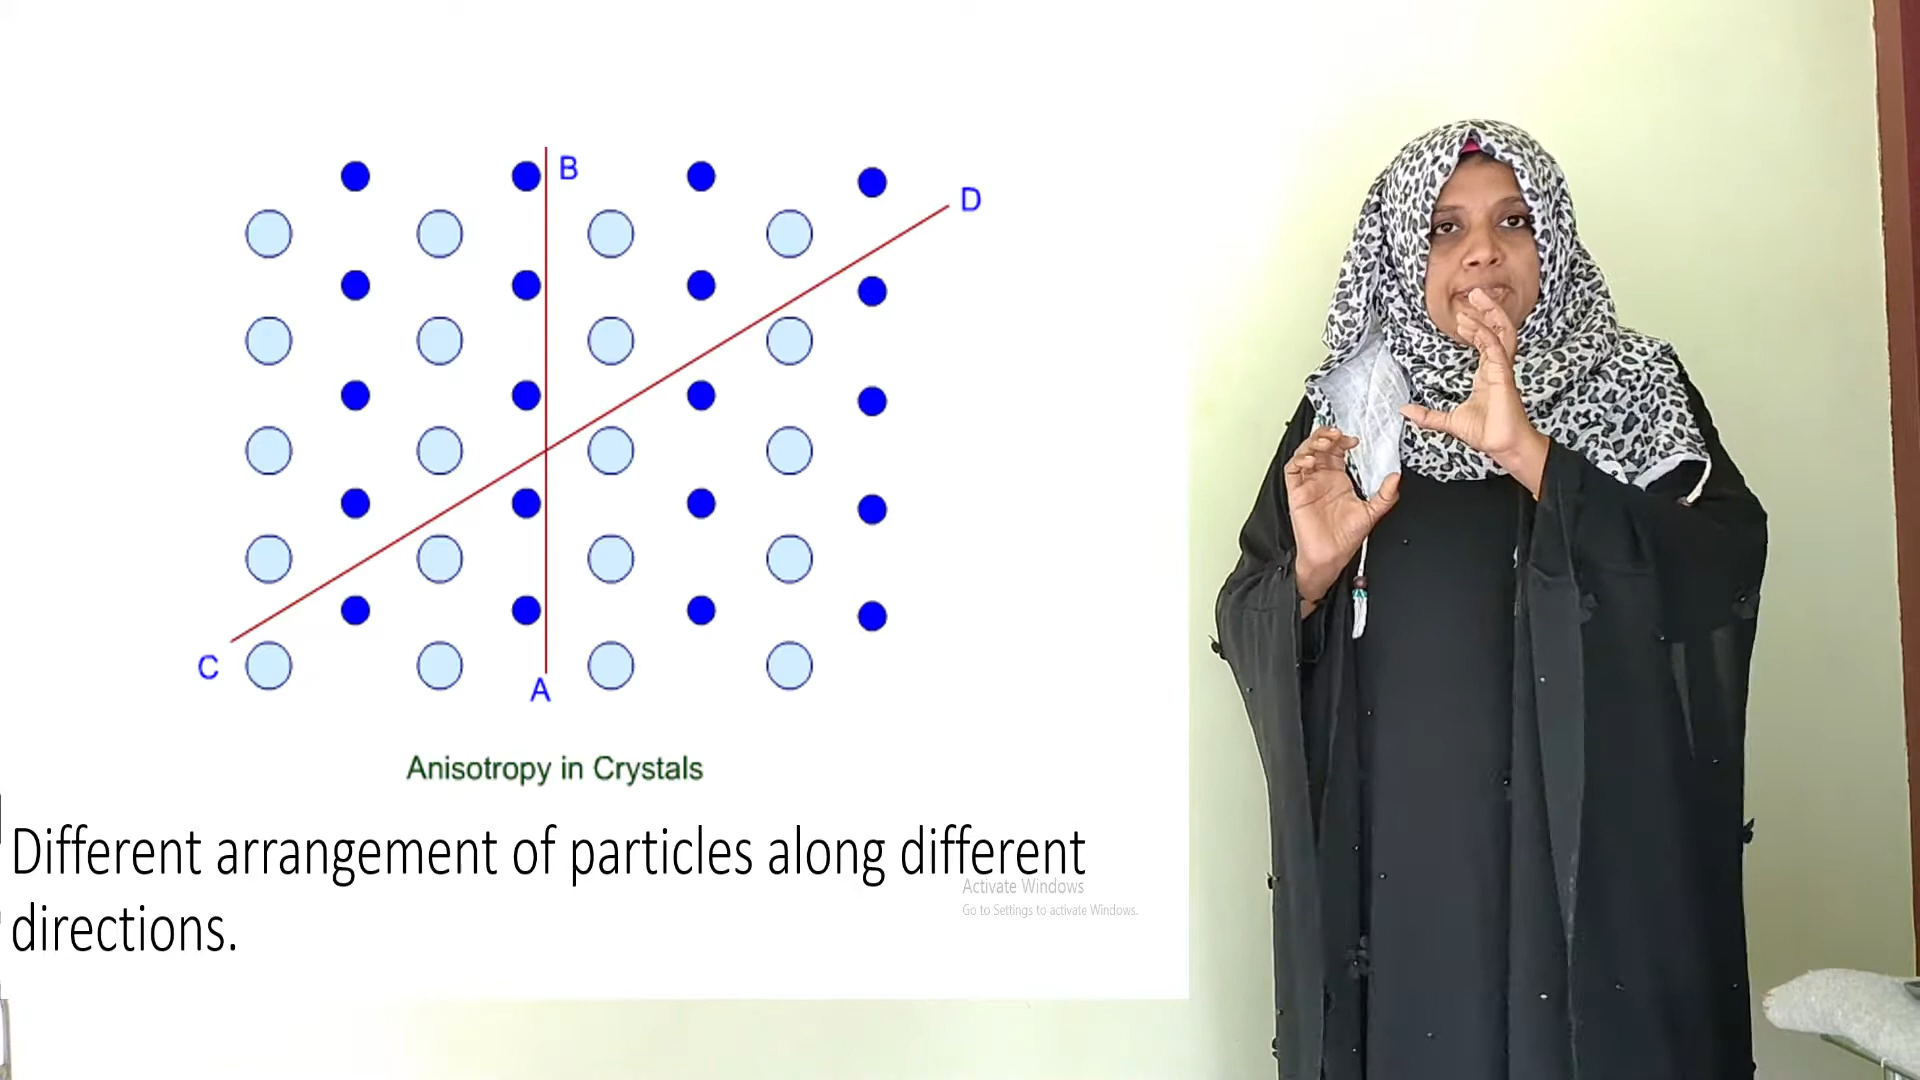 B
D
C
A
Anisotropy in Crystals
Different arrangement of particles along different
directions.
Activate Windows
Go to Settings to activate Windows.